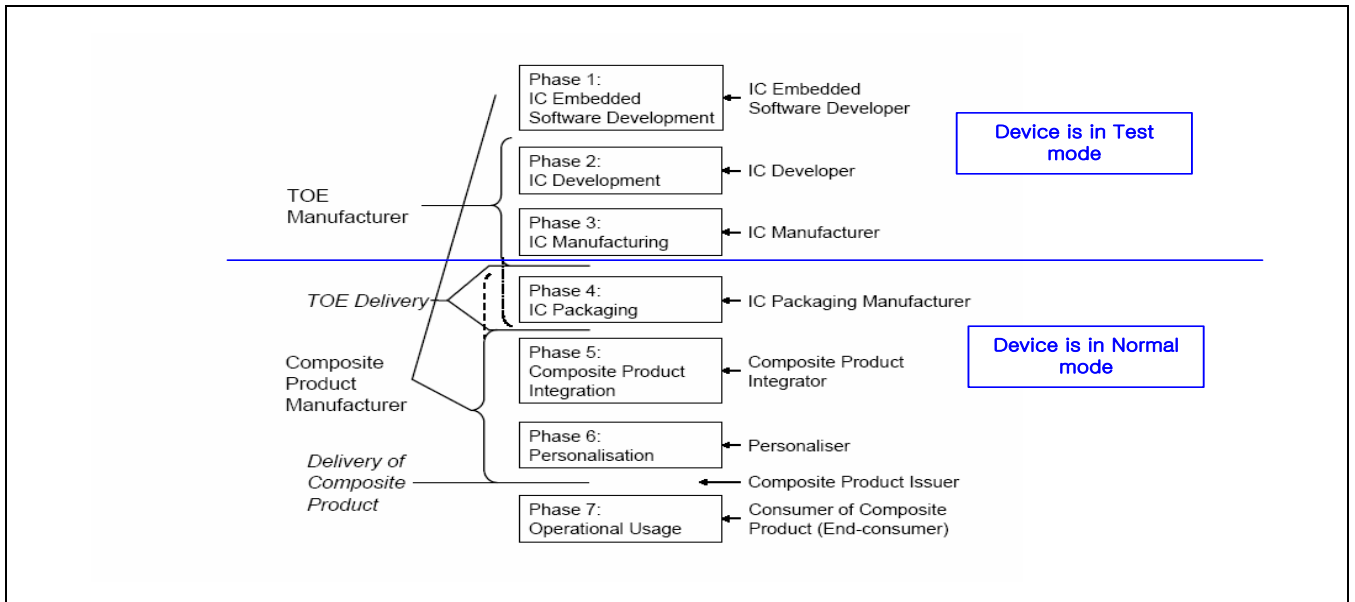 Phase 1:
IC Embedded
Software Development
IC Embedded
Software Developer
Device is in Test
mode
Phase 2:
IC Development
IC Developer
TOE
Manufacturer
Phase 3:
IC Manufacturing
IC Manufacturer
TOE Delivery
Phase 4:
IC Packaging
IC Packaging Manufacturer
Device is in Normal
mode
Composite
Product
Manufacturer
Phase 5:
Composite Product
Integration
Composite Product
Integrator
Phase 6:
Personalisation
Personaliser
Delivery of
Composite
Product
Composite Product Issuer
Phase 7:
Operational Usage
Consumer of Composite
Product (End-consumer)